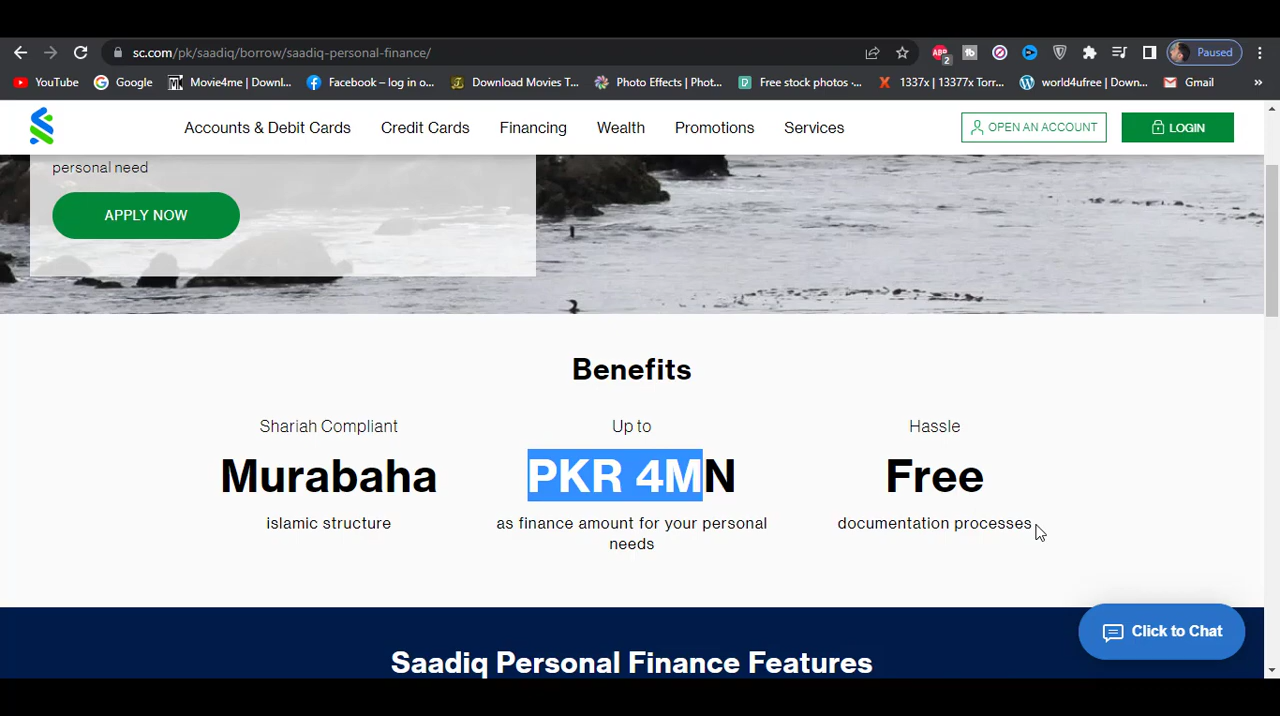 sc.com/pk/saadiq/borrow/saadiq-personal-finance/
ABP
2
tb
Paused
YouTube
Google
Movie4me | Downl...
Facebook – log in o...
Download Movies T...
Photo Effects | Phot...
Free stock photos ·...
1337x | 13377x Torr...
world4ufree | Down...
Gmail
»
Accounts & Debit Cards
Credit Cards
Financing
Wealth
Promotions
Services
OPEN AN ACCOUNT
LOGIN
personal need
APPLY NOW
Benefits
Shariah Compliant
Murabaha
islamic structure
Up to
PKR 4MN
as finance amount for your personal
needs
Hassle
Free
documentation processes
Click to Chat
Saadiq Personal Finance Features